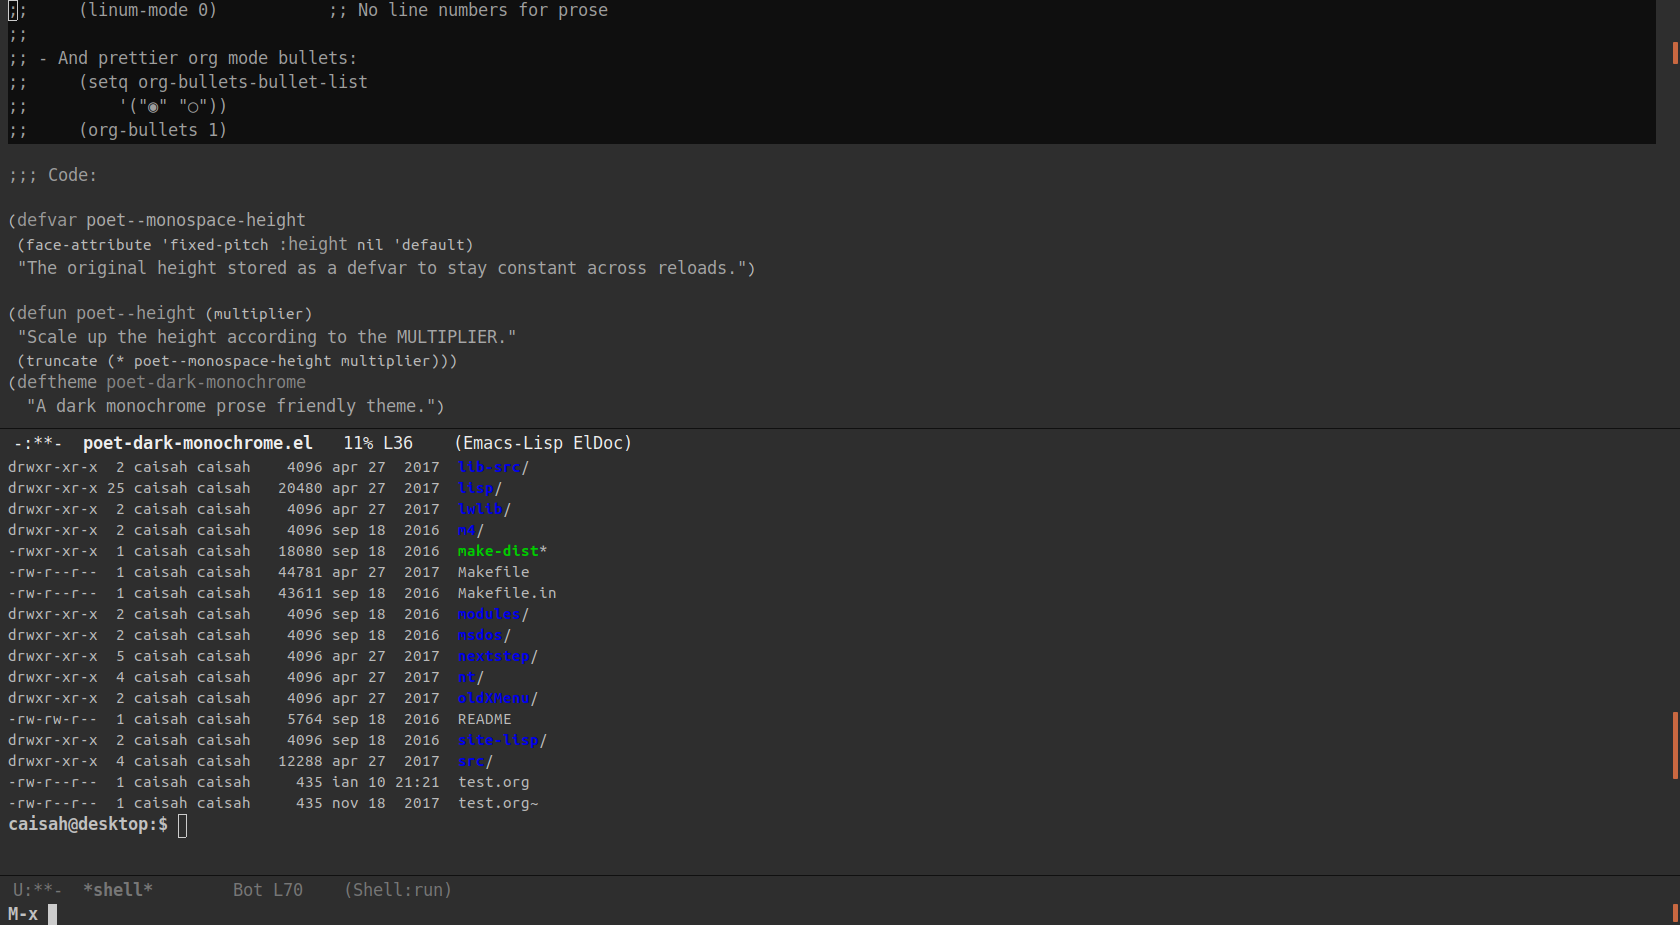 ;;     (linum-mode 0)           ;; No line numbers for prose
;;
;; - And prettier org mode bullets:
;;     (setq org-bullets-bullet-list
;;         '("◉" "○"))
;;     (org-bullets 1)
;;; Code:
(defvar poet--monospace-height
 (face-attribute 'fixed-pitch :height nil 'default)
 "The original height stored as a defvar to stay constant across reloads.")
(defun poet--height (multiplier)
 "Scale up the height according to the MULTIPLIER."
 (truncate (* poet--monospace-height multiplier)))
(deftheme poet-dark-monochrome
  "A dark monochrome prose friendly theme.")
-:**-  poet-dark-monochrome.el   11% L36    (Emacs-Lisp ElDoc)
drwxr-xr-x  2 caisah caisah    4096 apr 27  2017  lib-src/
drwxr-xr-x 25 caisah caisah   20480 apr 27  2017  lisp/
drwxr-xr-x  2 caisah caisah    4096 apr 27  2017  lwlib/
drwxr-xr-x  2 caisah caisah    4096 sep 18  2016  m4/
-rwxr-xr-x  1 caisah caisah   18080 sep 18  2016  make-dist*
-rw-r--r--  1 caisah caisah   44781 apr 27  2017  Makefile
-rw-r--r--  1 caisah caisah   43611 sep 18  2016  Makefile.in
drwxr-xr-x  2 caisah caisah    4096 sep 18  2016  modules/
drwxr-xr-x  2 caisah caisah    4096 sep 18  2016  msdos/
drwxr-xr-x  5 caisah caisah    4096 apr 27  2017  nextstep/
drwxr-xr-x  4 caisah caisah    4096 apr 27  2017  nt/
drwxr-xr-x  2 caisah caisah    4096 apr 27  2017  oldXMenu/
-rw-rw-r--  1 caisah caisah    5764 sep 18  2016  README
drwxr-xr-x  2 caisah caisah    4096 sep 18  2016  site-lisp/
drwxr-xr-x  4 caisah caisah   12288 apr 27  2017  src/
-rw-r--r--  1 caisah caisah     435 ian 10 21:21  test.org
-rw-r--r--  1 caisah caisah     435 nov 18  2017  test.org~
caisah@desktop:$
U:**-  *shell*        Bot L70    (Shell:run)
M-x